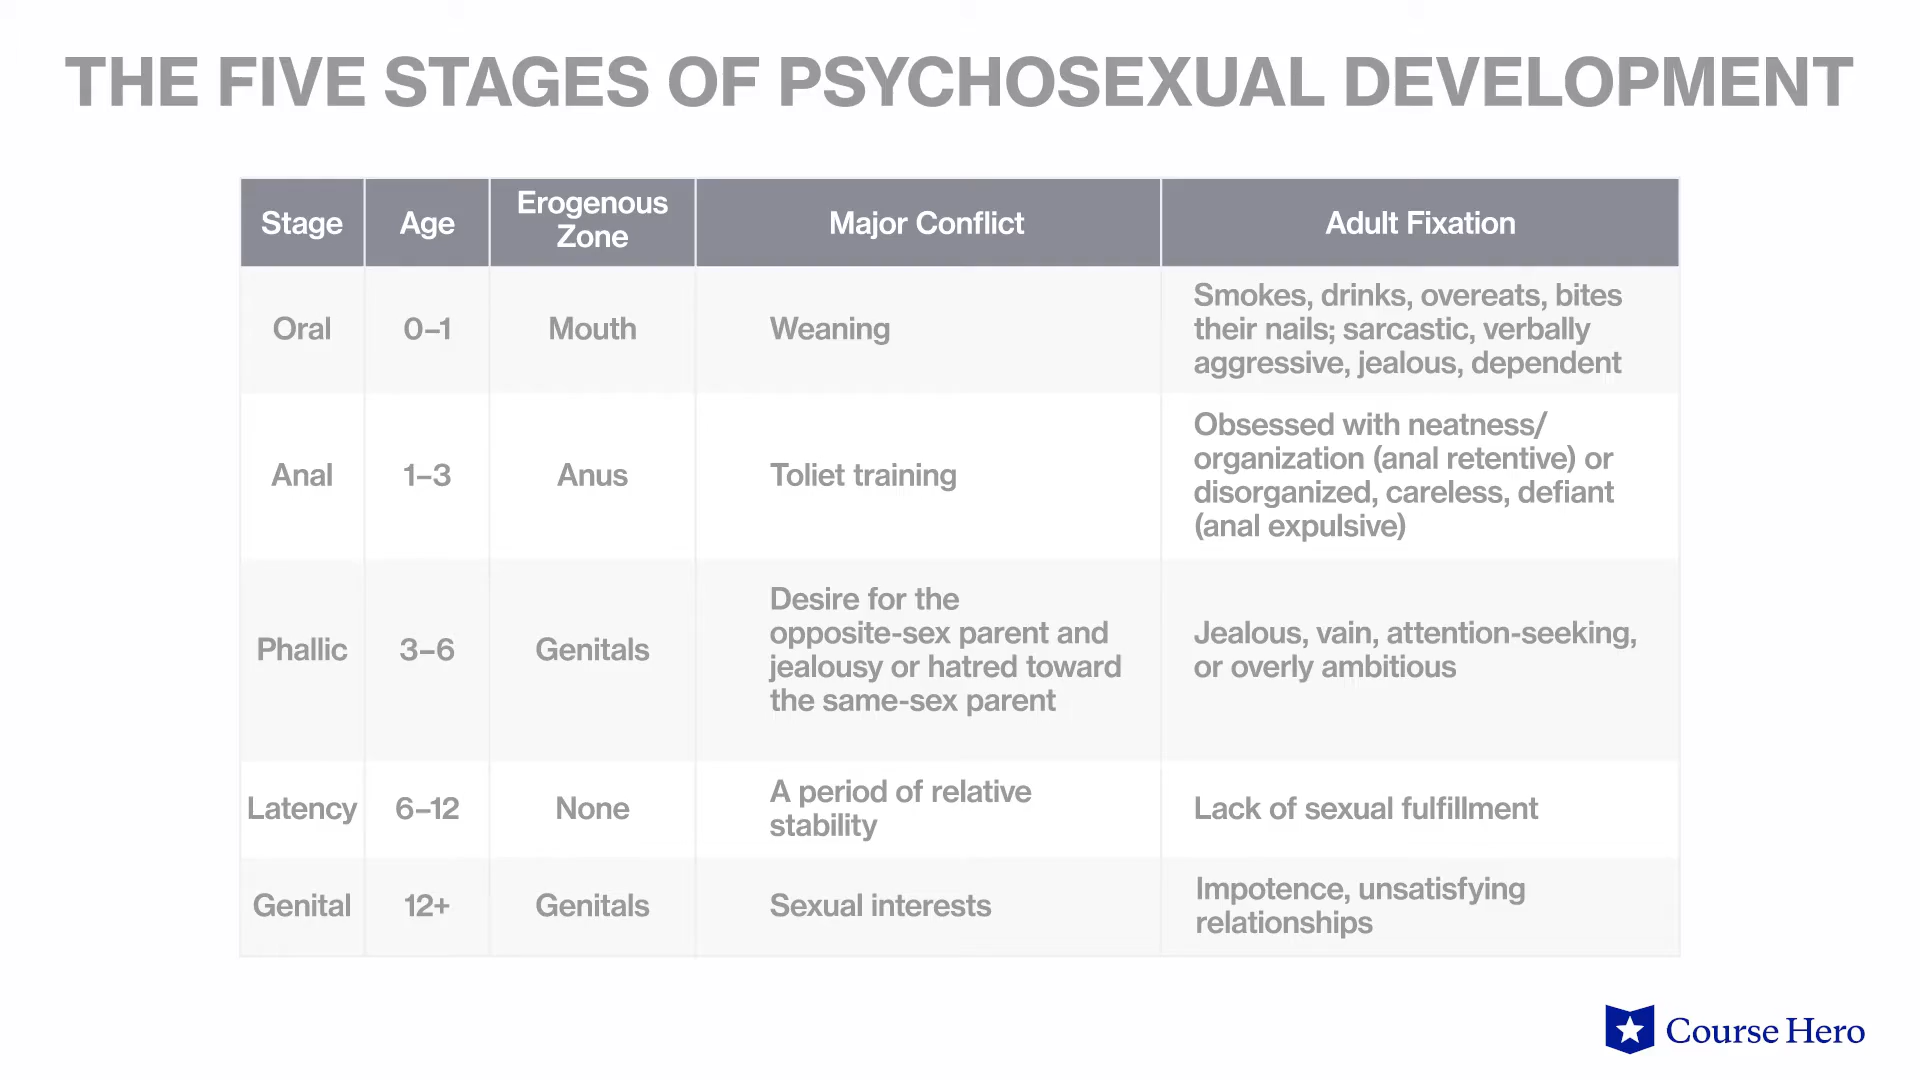 THE FIVE STAGES OF PSYCHOSEXUAL DEVELOPMENT
Stage
Age
Erogenous
Zone
Major Conflict
Adult Fixation
Oral
0–1
Mouth
Weaning
Smokes, drinks, overeats, bites
their nails; sarcastic, verbally
aggressive, jealous, dependent
Anal
1–3
Anus
Toliet training
Obsessed with neatness/
organization (anal retentive) or
disorganized, careless, defiant
(anal expulsive)
Phallic
3–6
Genitals
Desire for the
opposite-sex parent and
jealousy or hatred toward
the same-sex parent
Jealous, vain, attention-seeking,
or overly ambitious
Latency
6–12
None
A period of relative
stability
Lack of sexual fulfillment
Genital
12+
Genitals
Sexual interests
Impotence, unsatisfying
relationships
Course Hero